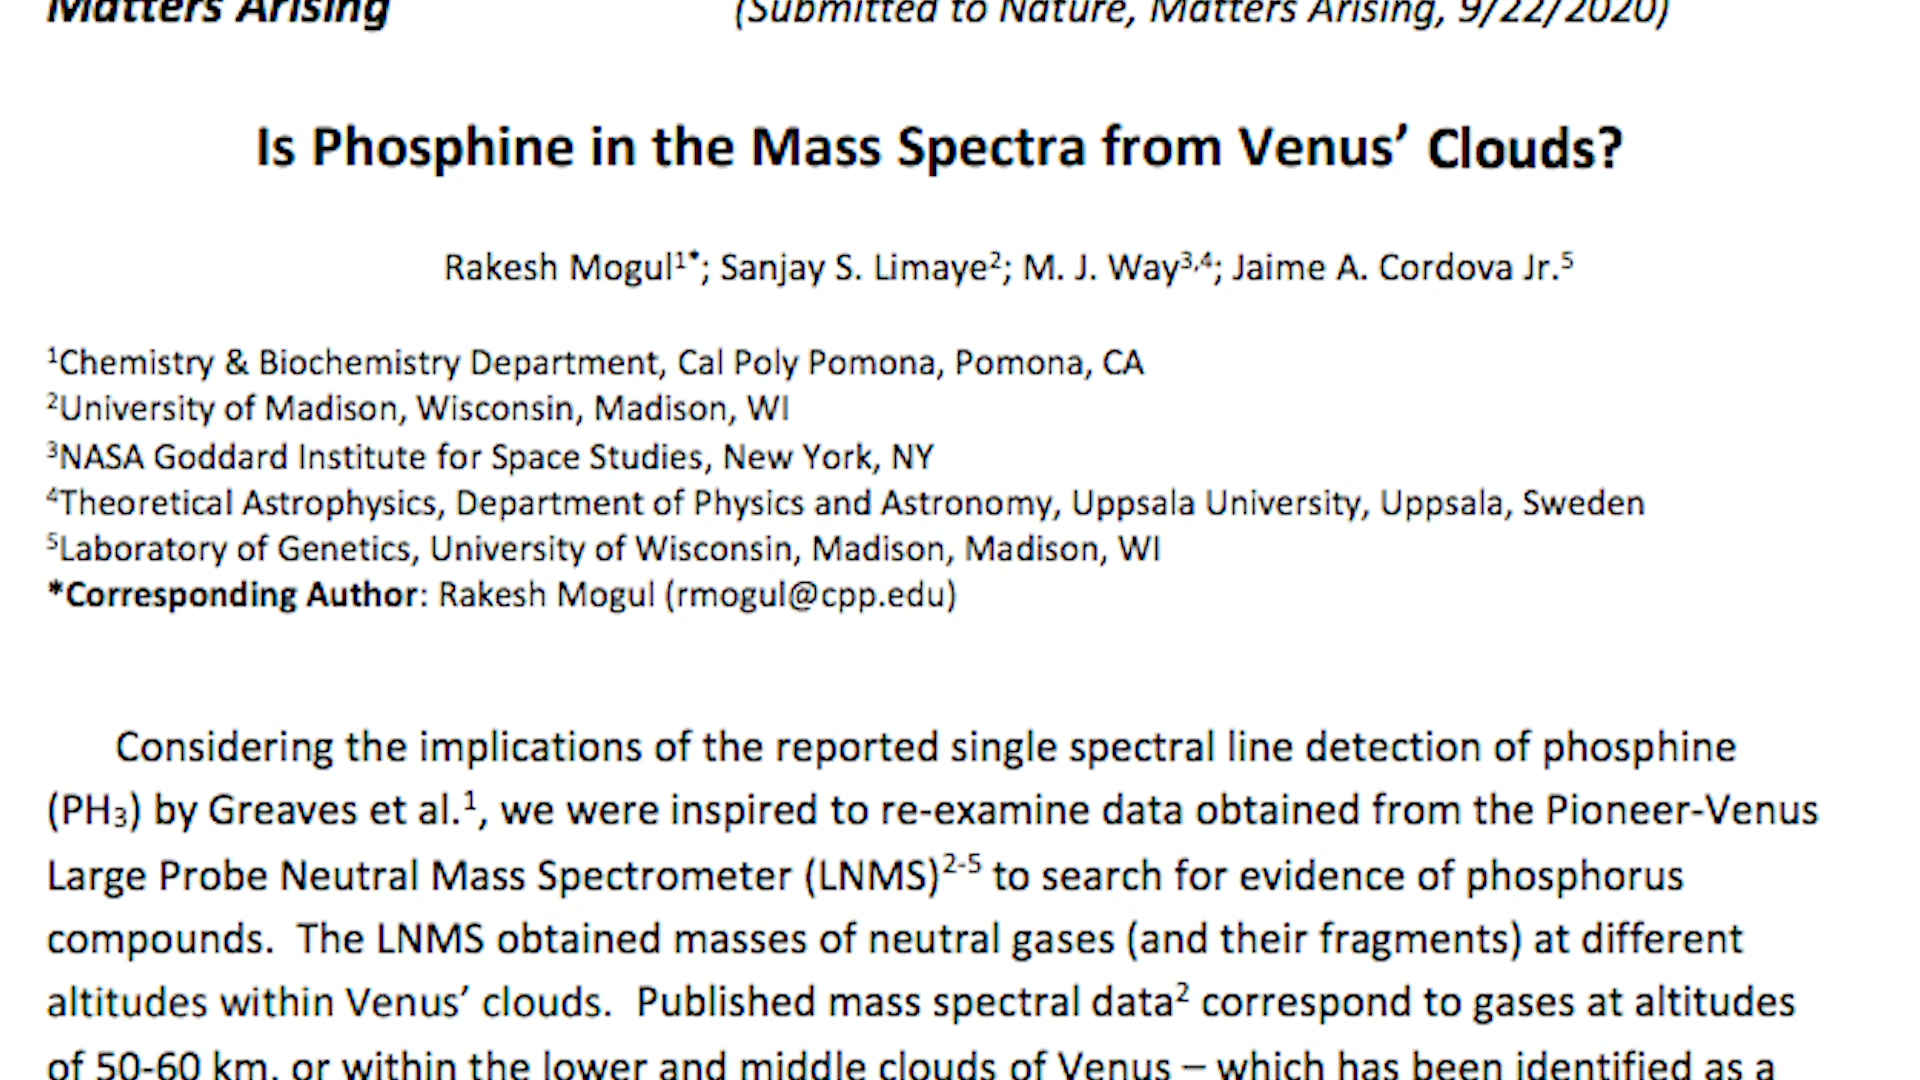 Matters Arising (Submitted to Nature, Matters Arising, 9/22/2020)
Is Phosphine in the Mass Spectra from Venus’ Clouds?
Rakesh Mogul¹*; Sanjay S. Limaye²; M. J. Way³,⁴; Jaime A. Cordova Jr.⁵
¹Chemistry & Biochemistry Department, Cal Poly Pomona, Pomona, CA
²University of Madison, Wisconsin, Madison, WI
³NASA Goddard Institute for Space Studies, New York, NY
⁴Theoretical Astrophysics, Department of Physics and Astronomy, Uppsala University, Uppsala, Sweden
⁵Laboratory of Genetics, University of Wisconsin, Madison, Madison, WI
*Corresponding Author: Rakesh Mogul (rmogul@cpp.edu)
Considering the implications of the reported single spectral line detection of phosphine
(PH₃) by Greaves et al.¹, we were inspired to re-examine data obtained from the Pioneer-Venus
Large Probe Neutral Mass Spectrometer (LNMS)²⁻⁵ to search for evidence of phosphorus
compounds. The LNMS obtained masses of neutral gases (and their fragments) at different
altitudes within Venus’ clouds. Published mass spectral data² correspond to gases at altitudes
of 50-60 km, or within the lower and middle clouds of Venus – which has been identified as a